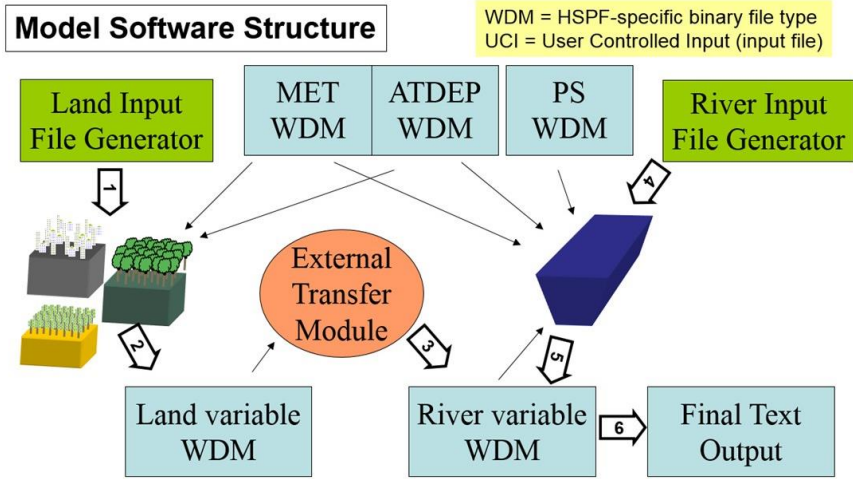 Model Software Structure
WDM = HSPF-specific binary file type
UCI = User Controlled Input (input file)
Land Input
File Generator
MET
WDM
ATDEP
WDM
PS
WDM
River Input
File Generator
1
4
External
Transfer
Module
2
3
5
Land variable
WDM
River variable
WDM
6
Final Text
Output